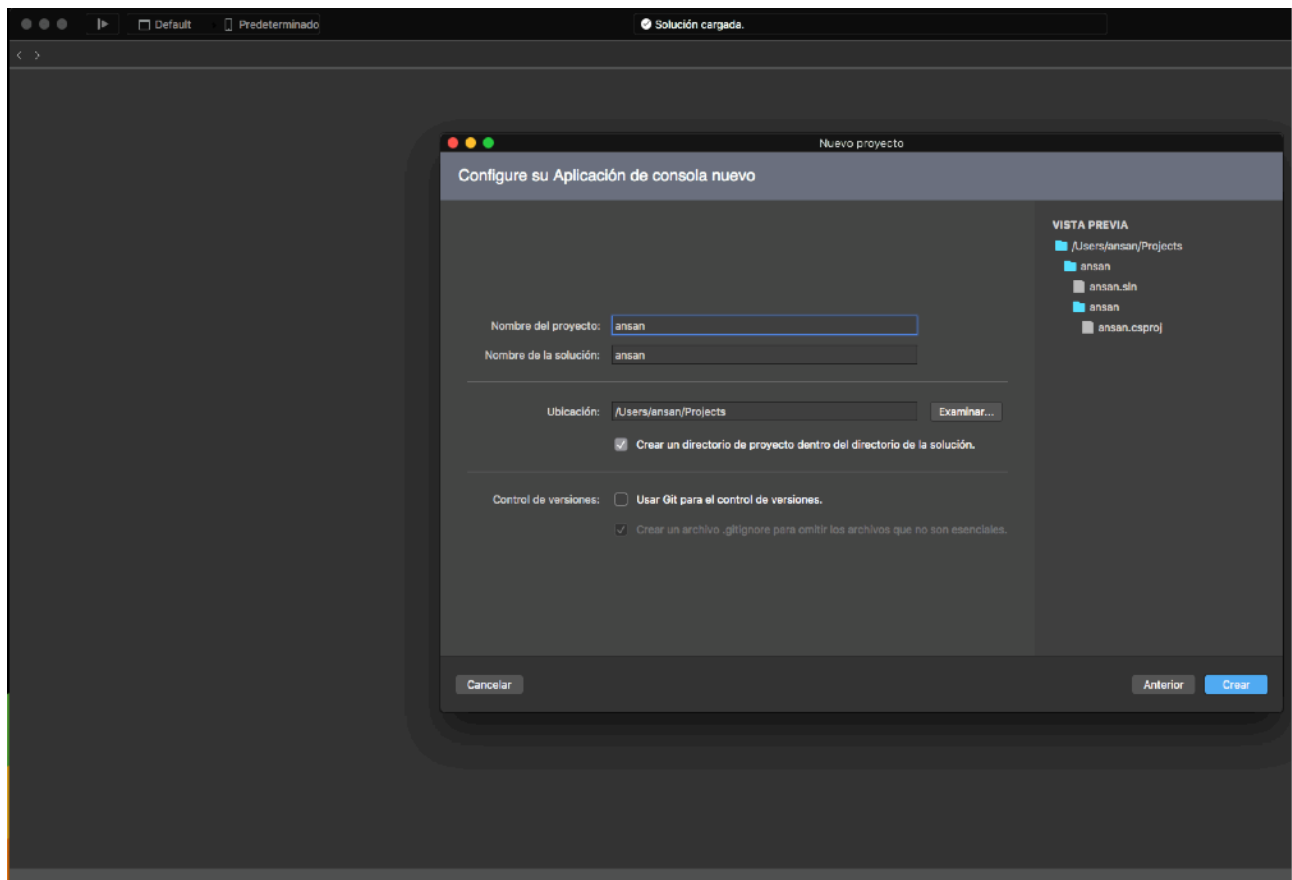 Default
Predeterminado
Solución cargada.
Nuevo proyecto
Configure su Aplicación de consola nuevo
Nombre del proyecto: ansan
Nombre de la solución: ansan
Ubicación: /Users/ansan/Projects Examinar...
Crear un directorio de proyecto dentro del directorio de la solución.
Control de versiones: Usar Git para el control de versiones.
Crear un archivo .gitignore para omitir los archivos que no son esenciales.
VISTA PREVIA
/Users/ansan/Projects
ansan
ansan.sln
ansan
ansan.csproj
Cancelar
Anterior
Crear